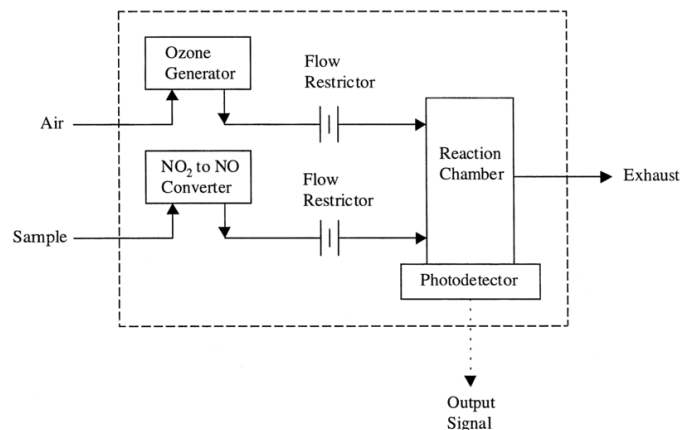 Ozone
Generator
Flow
Restrictor
Air
NO₂ to NO
Converter
Flow
Restrictor
Reaction
Chamber
Exhaust
Sample
Photodetector
Output
Signal